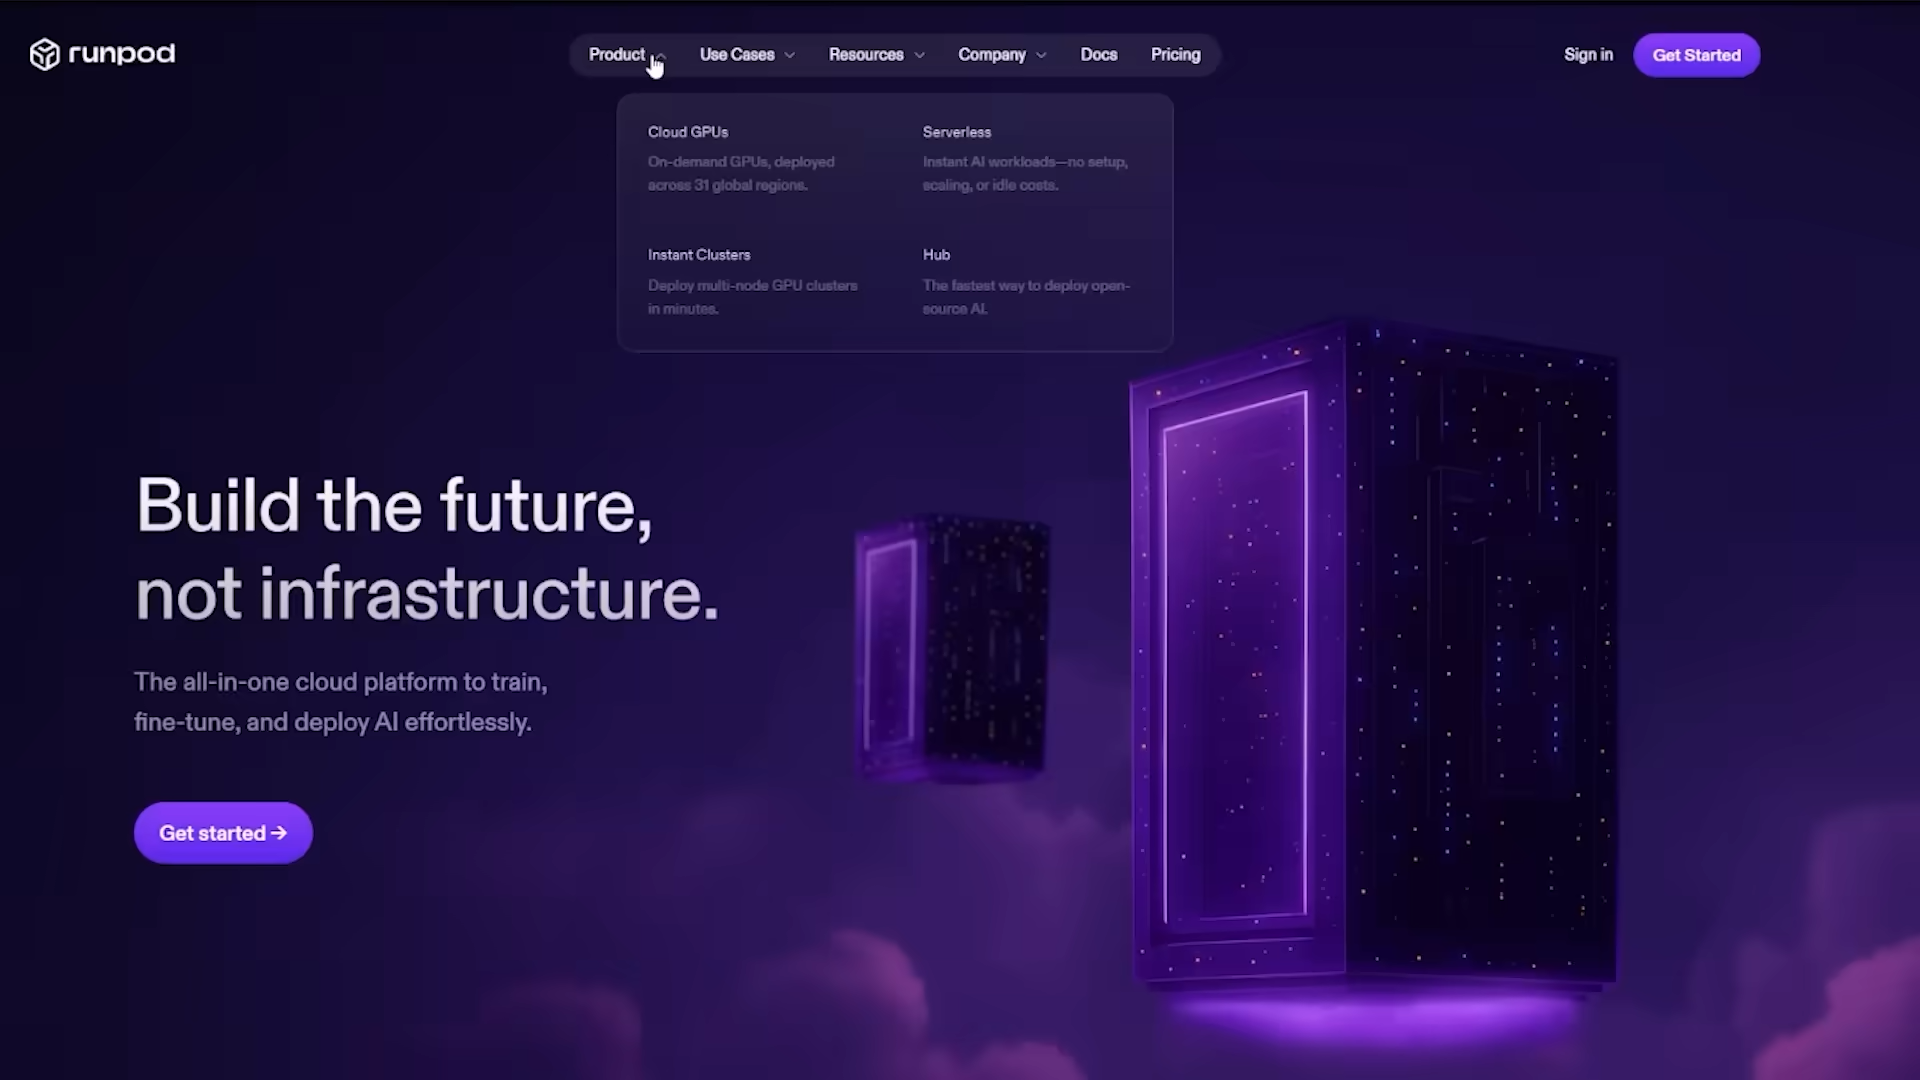 runpod
Product
Use Cases
Resources
Company
Docs
Pricing
Sign in
Get Started
Cloud GPUs
On-demand GPUs, deployed
across 31 global regions.
Serverless
Instant AI workloads—no setup,
scaling, or idle costs.
Instant Clusters
Deploy multi-node GPU clusters
in minutes.
Hub
The fastest way to deploy open-
source AI.
Build the future,
not infrastructure.
The all-in-one cloud platform to train,
fine-tune, and deploy AI effortlessly.
Get started →